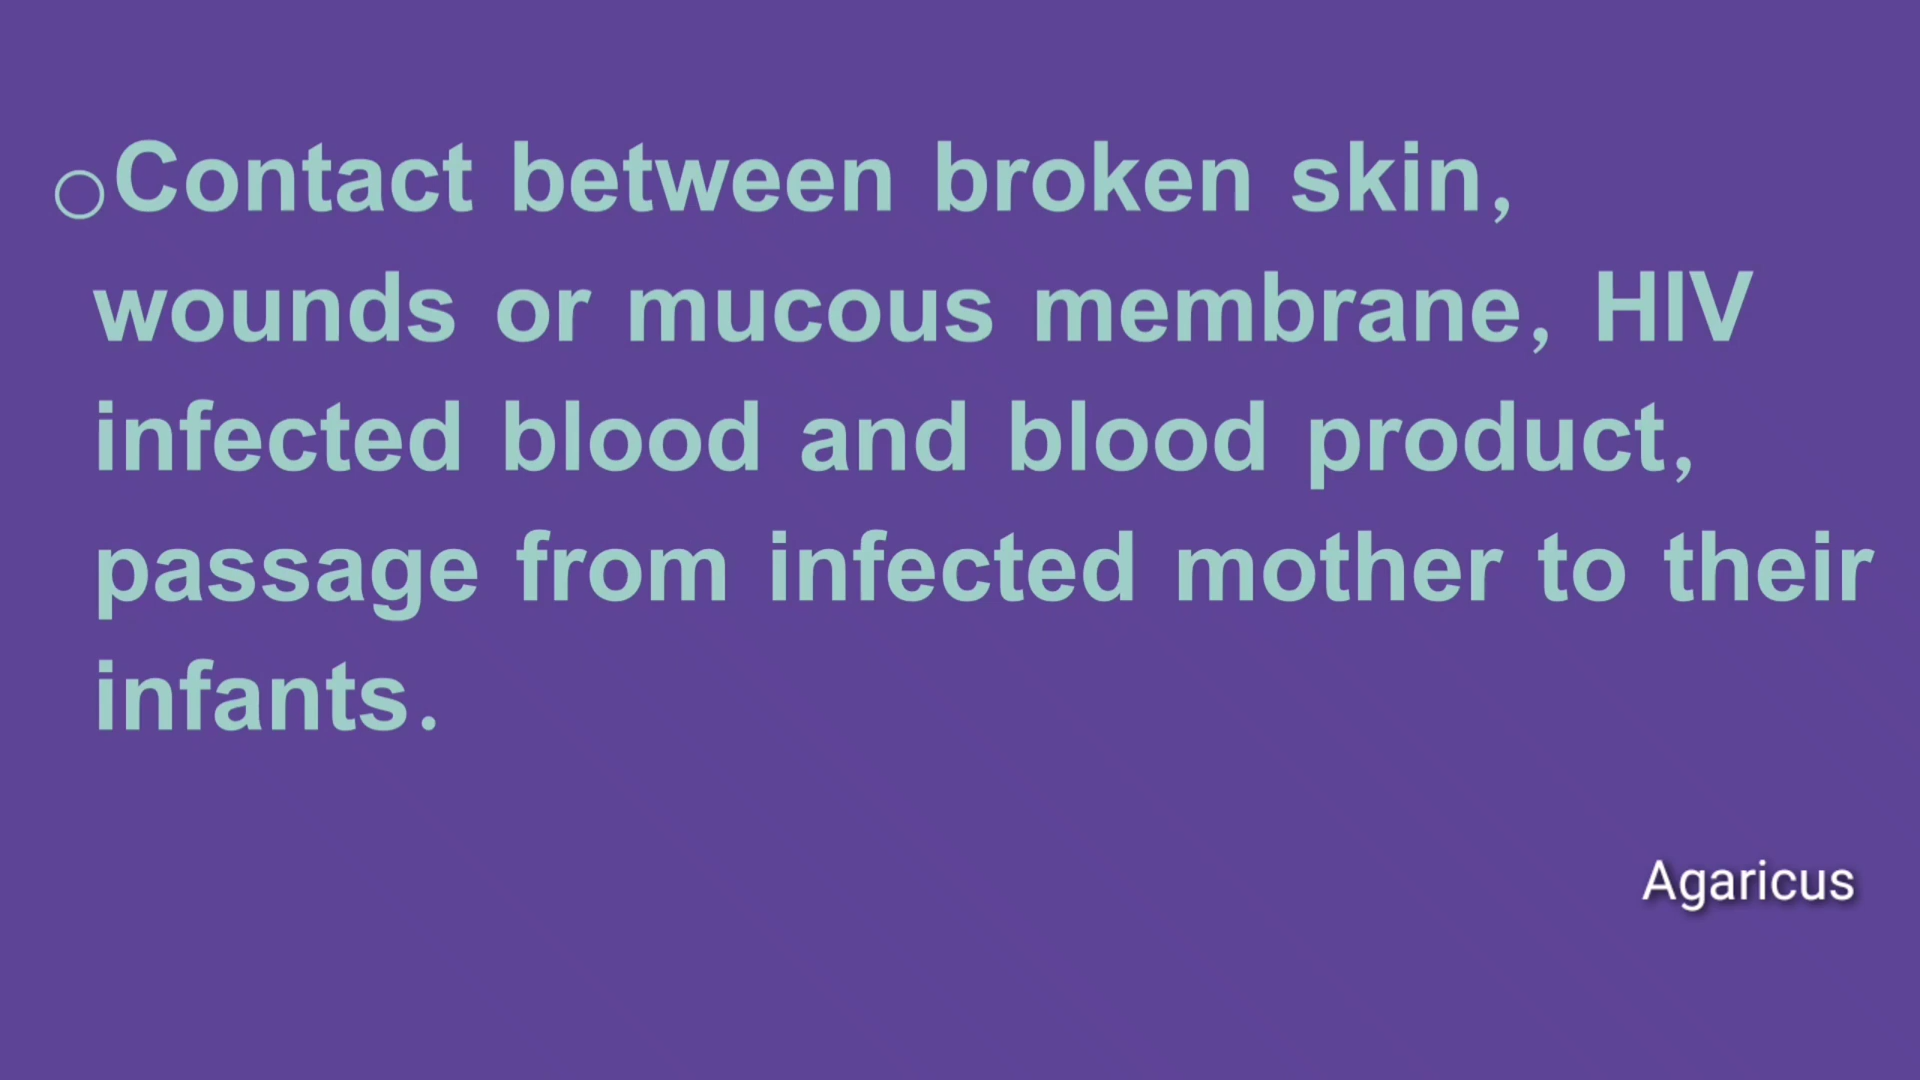 ○Contact between broken skin,
wounds or mucous membrane, HIV
infected blood and blood product,
passage from infected mother to their
infants.
Agaricus